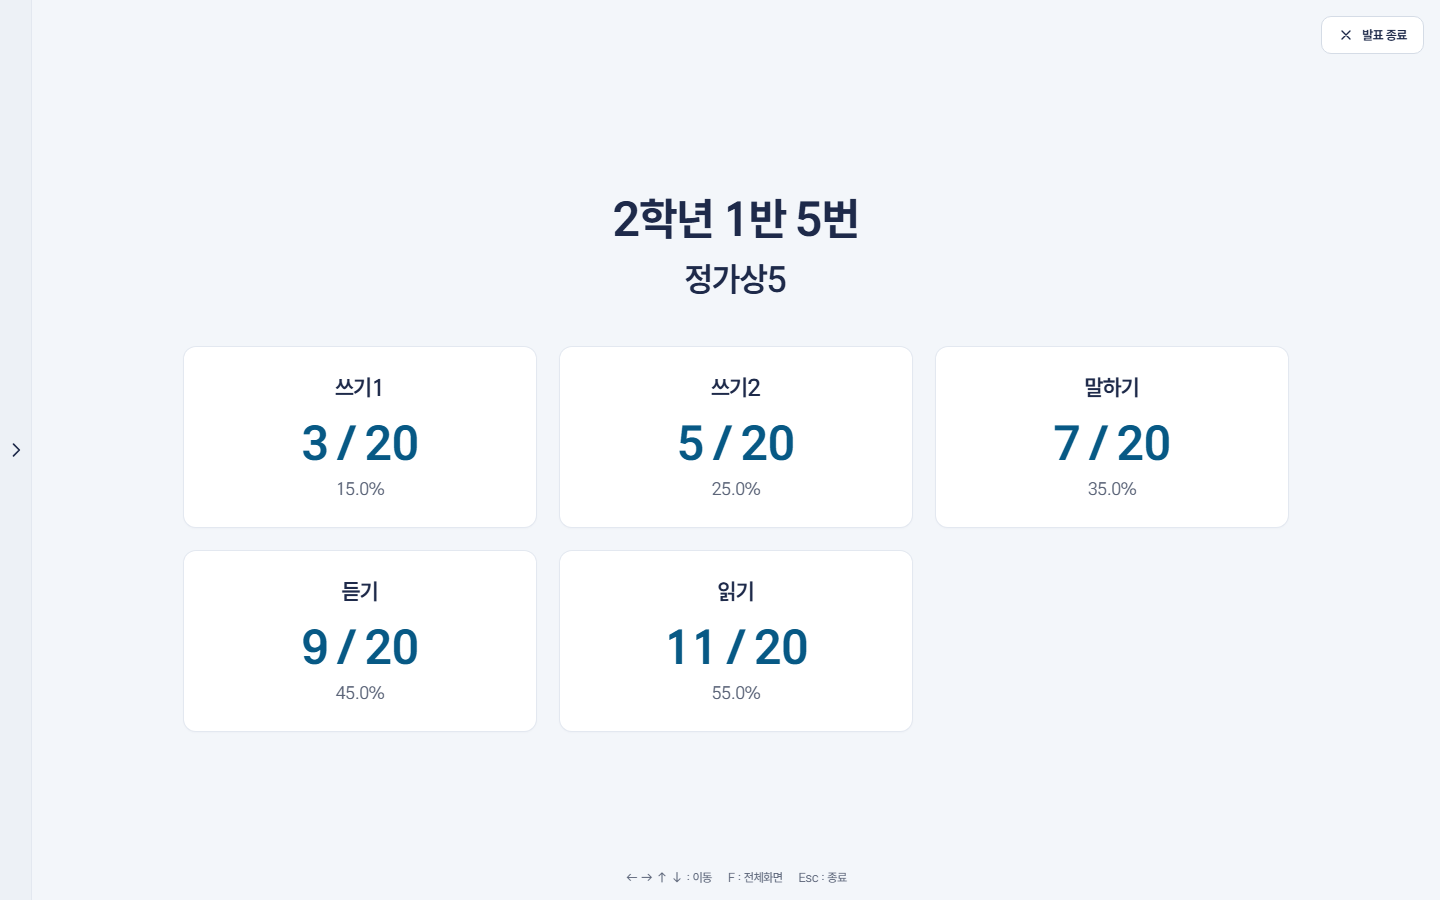 발표 종료
2학년 1반 5번
정가상5
쓰기1
3 / 20
15.0%
쓰기2
5 / 20
25.0%
말하기
7 / 20
35.0%
듣기
9 / 20
45.0%
읽기
11 / 20
55.0%
← → ↑ ↓ : 이동 F : 전체화면 Esc : 종료